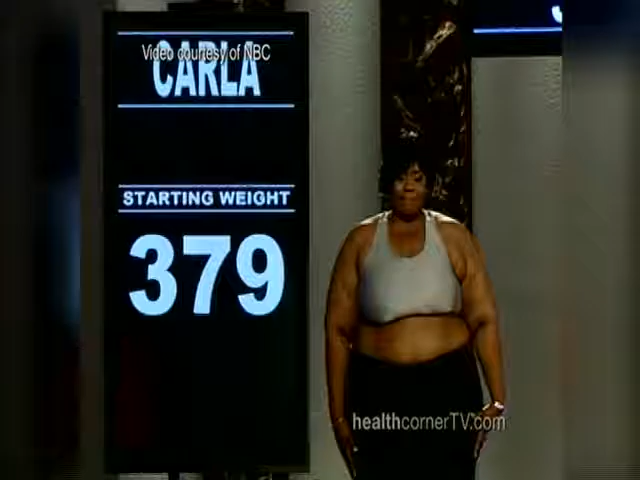 Video courtesy of NBC
CARLA
STARTING WEIGHT
379
healthcornerTV.com